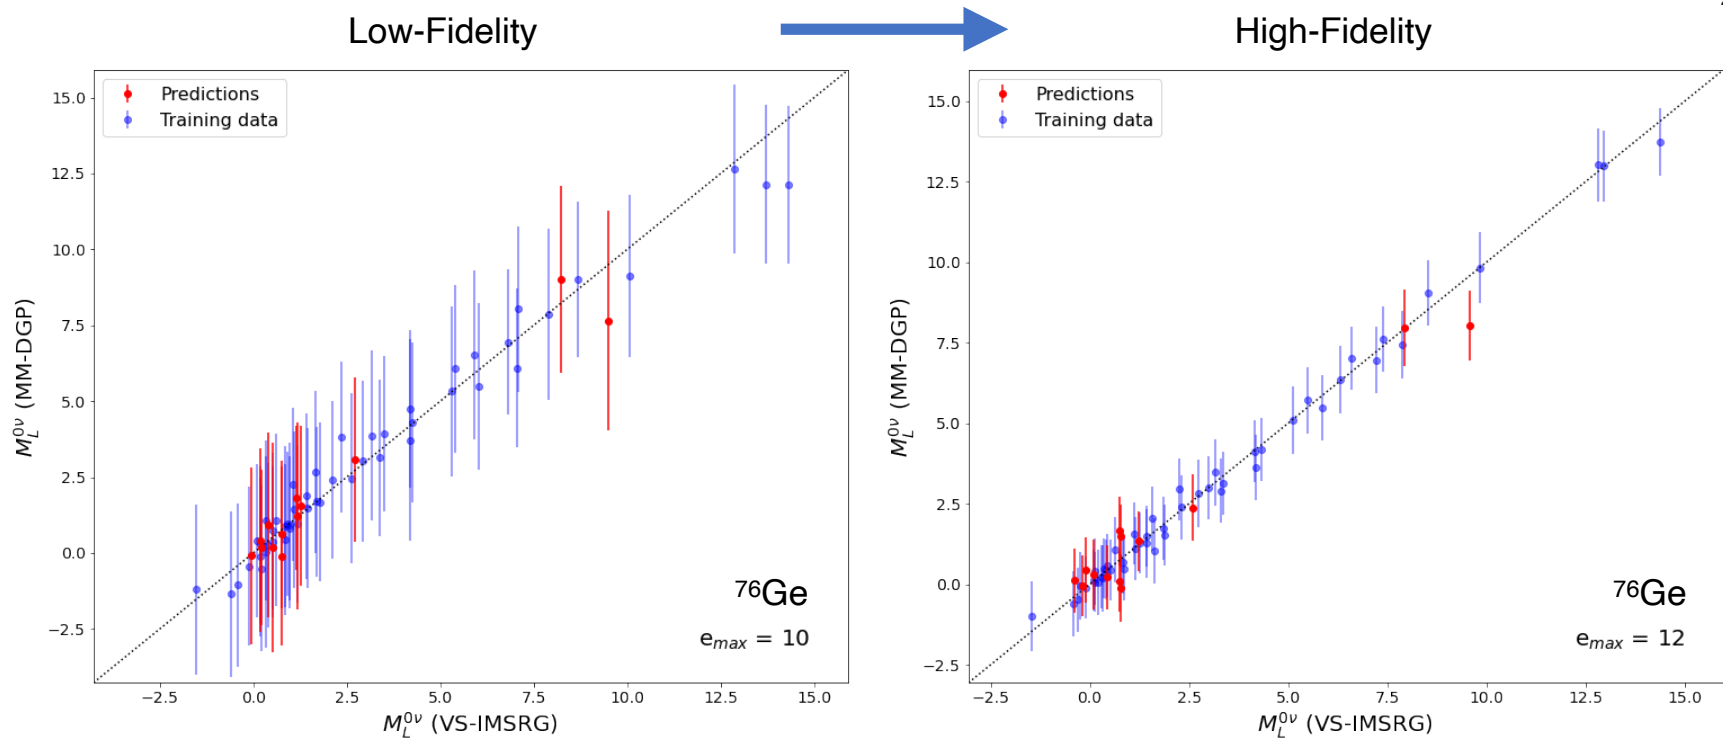 Low-Fidelity
High-Fidelity
Predictions
Training data
15.0
12.5
10.0
7.5
5.0
2.5
0.0
−2.5
M_L^{0ν} (MM-DGP)
⁷⁶Ge
e_max = 10
−2.5 0.0 2.5 5.0 7.5 10.0 12.5 15.0
M_L^{0ν} (VS-IMSRG)
Predictions
Training data
15.0
12.5
10.0
7.5
5.0
2.5
0.0
−2.5
M_L^{0ν} (MM-DGP)
⁷⁶Ge
e_max = 12
−2.5 0.0 2.5 5.0 7.5 10.0 12.5 15.0
M_L^{0ν} (VS-IMSRG)